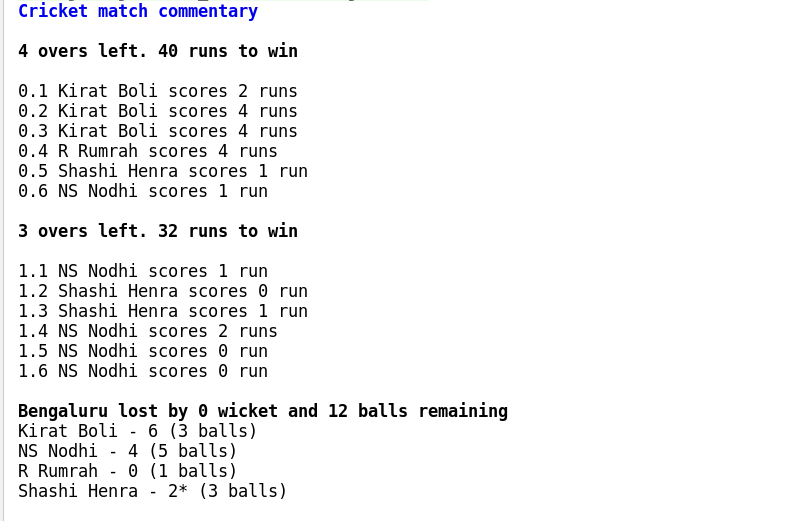 Cricket match commentary
4 overs left. 40 runs to win
0.1 Kirat Boli scores 2 runs
0.2 Kirat Boli scores 4 runs
0.3 Kirat Boli scores 4 runs
0.4 R Rumrah scores 4 runs
0.5 Shashi Henra scores 1 run
0.6 NS Nodhi scores 1 run
3 overs left. 32 runs to win
1.1 NS Nodhi scores 1 run
1.2 Shashi Henra scores 0 run
1.3 Shashi Henra scores 1 run
1.4 NS Nodhi scores 2 runs
1.5 NS Nodhi scores 0 run
1.6 NS Nodhi scores 0 run
Bengaluru lost by 0 wicket and 12 balls remaining
Kirat Boli - 6 (3 balls)
NS Nodhi - 4 (5 balls)
R Rumrah - 0 (1 balls)
Shashi Henra - 2* (3 balls)